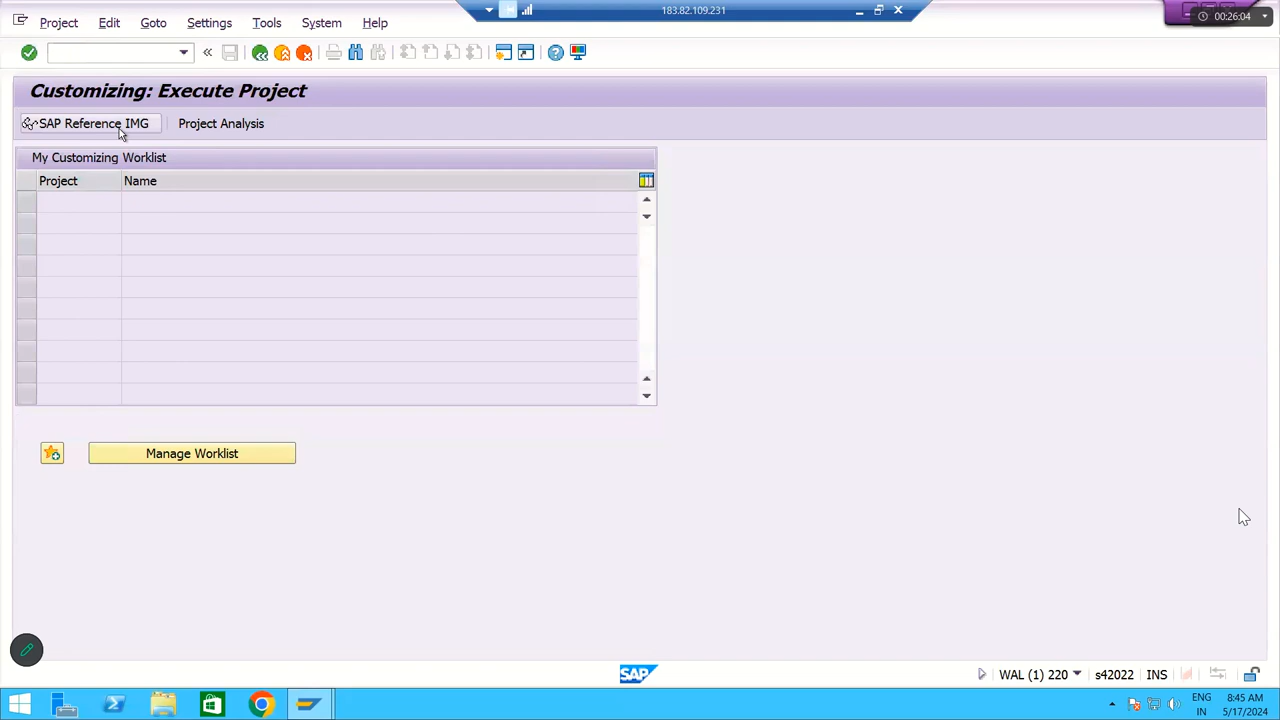 183.82.109.231
00:26:04
Project Edit Goto Settings Tools System Help
Customizing: Execute Project
SAP Reference IMG Project Analysis
My Customizing Worklist
Project Name
Manage Worklist
SAP
WAL (1) 220 s42022 INS
ENG 8:45 AM
IN 5/17/2024